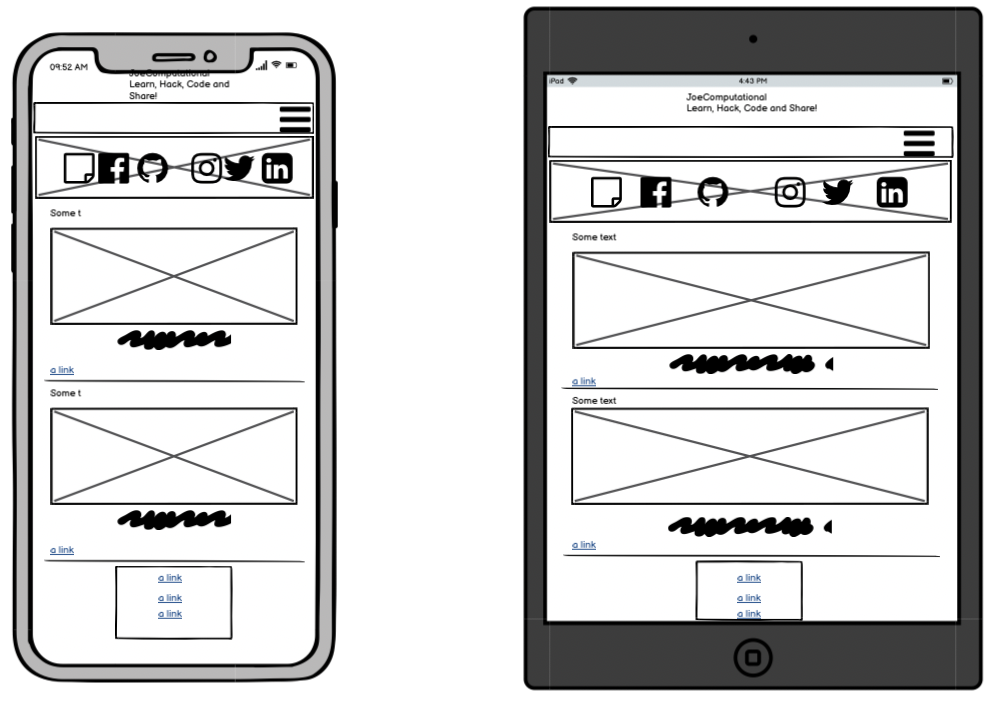 09:52 AM
JoeComputational
Learn, Hack, Code and
Share!
Some t
a link
Some t
a link
a link
a link
a link
iPod
4:43 PM
JoeComputational
Learn, Hack, Code and Share!
Some text
a link
Some text
a link
a link
a link
a link